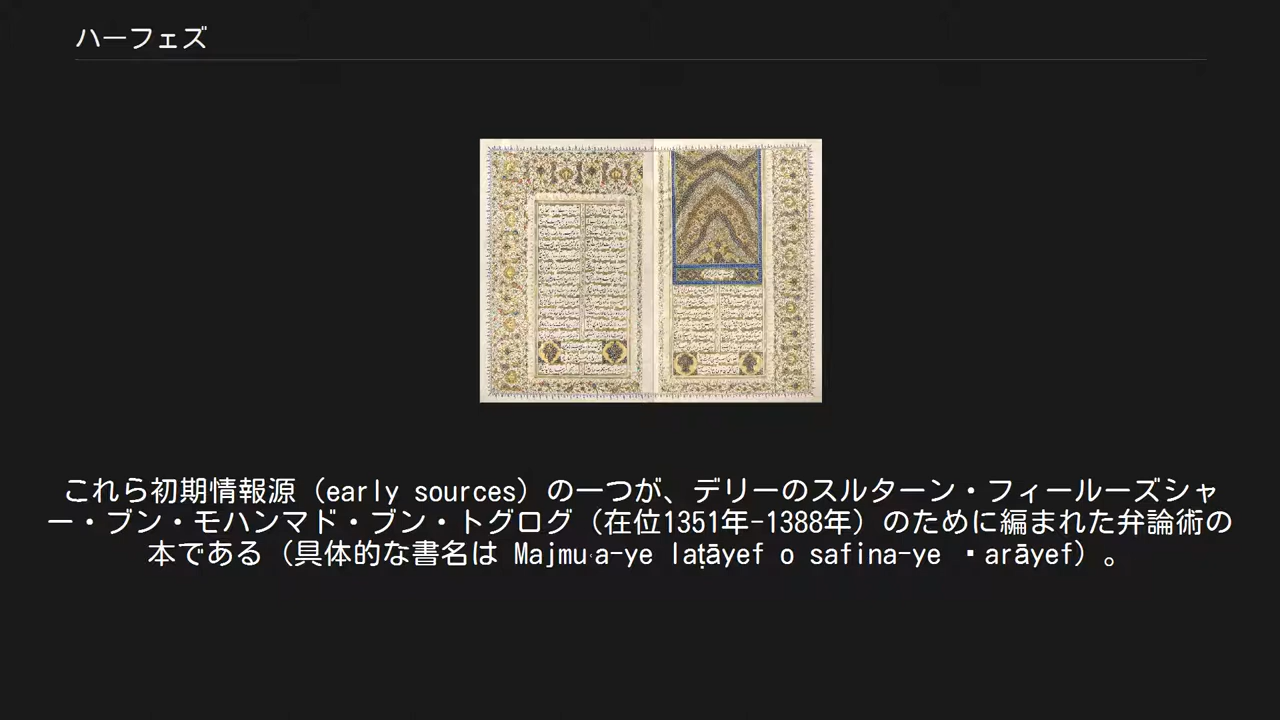 ハーフェズ
これら初期情報源（early sources）の一つが、デリーのスルターン・フィールーズシャ
ー・ブン・モハンマド・ブン・トグログ（在位1351年-1388年）のために編まれた弁論術の
本である（具体的な書名は Majmuʿa-ye laṭāyef o safina-ye ▪arāyef）。